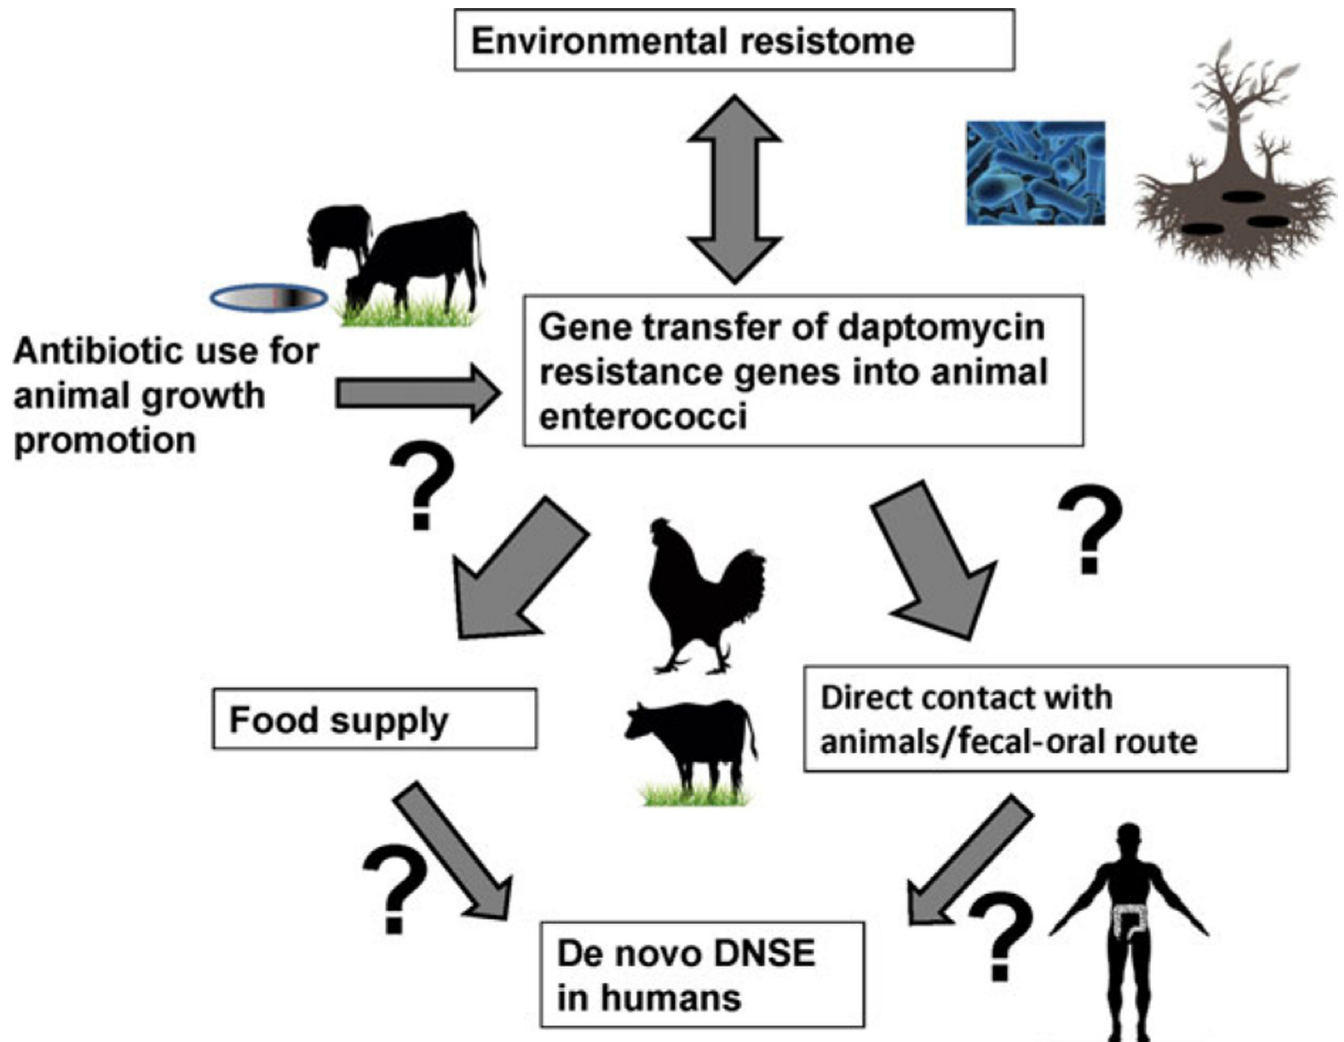 Environmental resistome
Antibiotic use for
animal growth
promotion
Gene transfer of daptomycin
resistance genes into animal
enterococci
?
?
Food supply
Direct contact with
animals/fecal-oral route
?
?
De novo DNSE
in humans